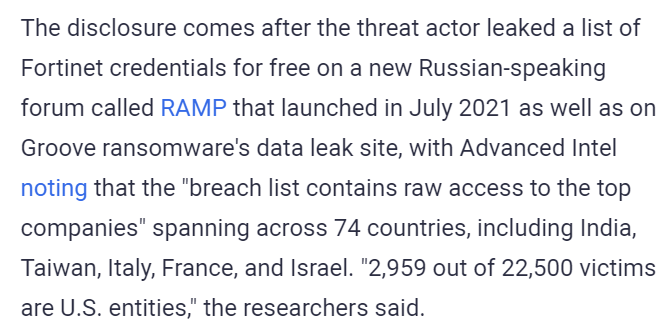 The disclosure comes after the threat actor leaked a list of
Fortinet credentials for free on a new Russian-speaking
forum called RAMP that launched in July 2021 as well as on
Groove ransomware's data leak site, with Advanced Intel
noting that the "breach list contains raw access to the top
companies" spanning across 74 countries, including India,
Taiwan, Italy, France, and Israel. "2,959 out of 22,500 victims
are U.S. entities," the researchers said.